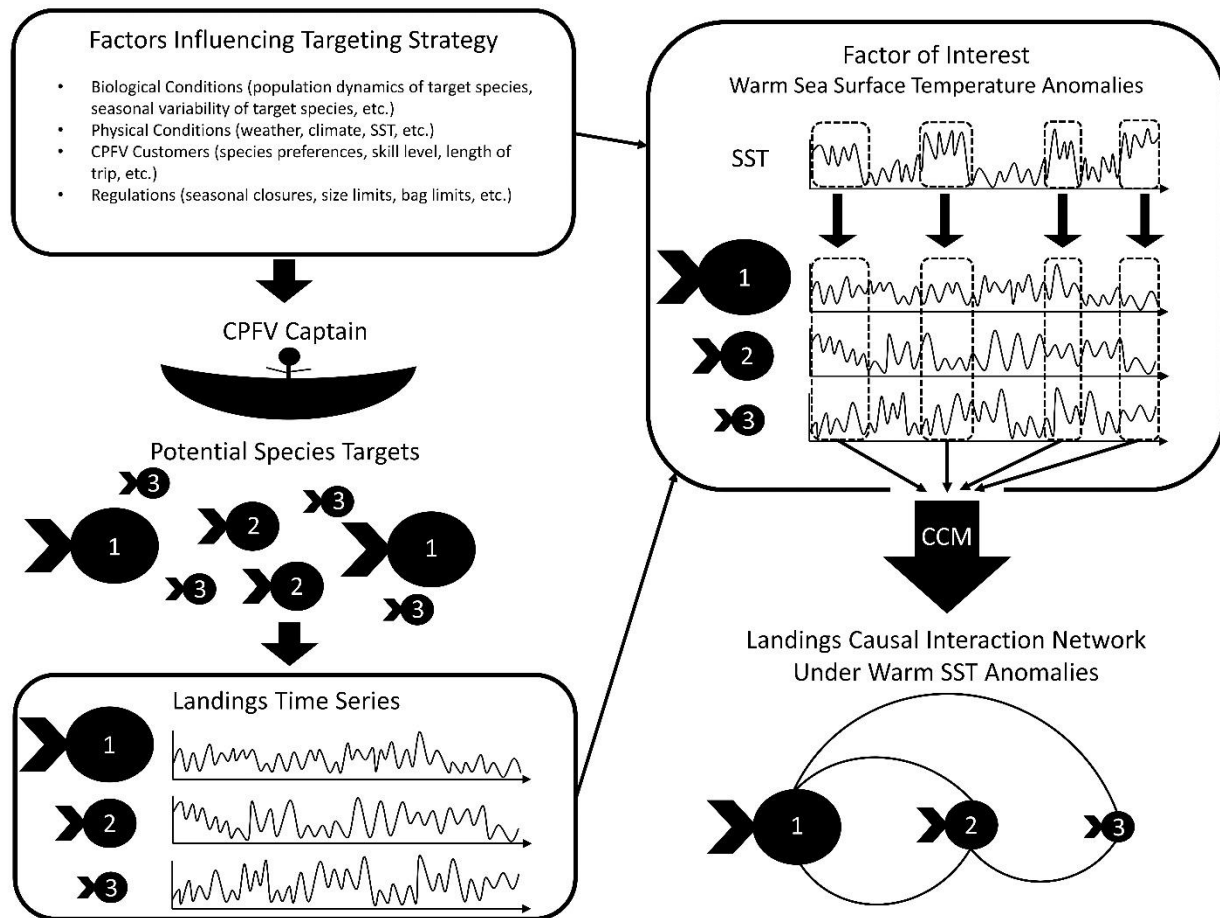 Factors Influencing Targeting Strategy
• Biological Conditions (population dynamics of target species,
seasonal variability of target species, etc.)
• Physical Conditions (weather, climate, SST, etc.)
• CPFV Customers (species preferences, skill level, length of
trip, etc.)
• Regulations (seasonal closures, size limits, bag limits, etc.)
CPFV Captain
Potential Species Targets
3
3
1
2
1
3
2
3
Landings Time Series
1
2
3
Factor of Interest
Warm Sea Surface Temperature Anomalies
SST
1
2
3
CCM
Landings Causal Interaction Network
Under Warm SST Anomalies
1
2
3